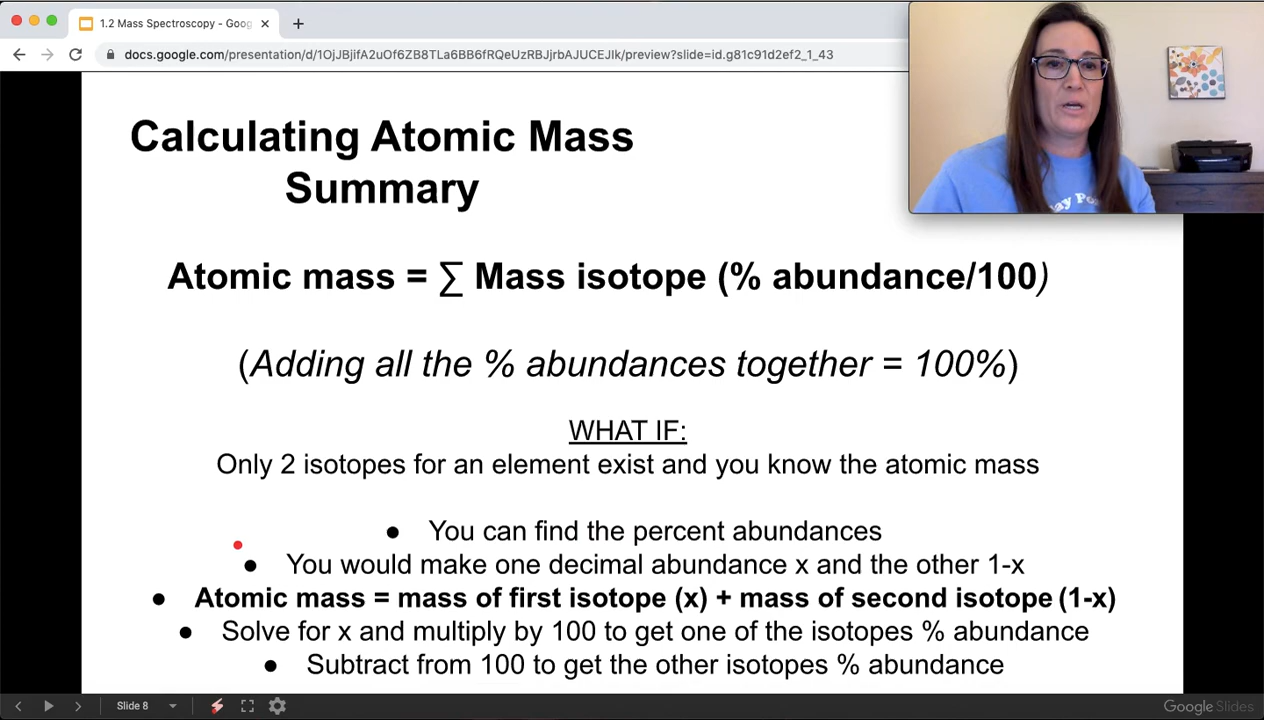 1.2 Mass Spectroscopy - Goog
docs.google.com/presentation/d/1OjJBjifA2uOf6ZB8TLa6BB6fRQeUzRBJjrbAJUCEJlk/preview?slide=id.g81c91d2ef2_1_43
Calculating Atomic Mass
Summary
Atomic mass = ∑ Mass isotope (% abundance/100)
(Adding all the % abundances together = 100%)
WHAT IF:
Only 2 isotopes for an element exist and you know the atomic mass
● You can find the percent abundances
● You would make one decimal abundance x and the other 1-x
● Atomic mass = mass of first isotope (x) + mass of second isotope (1-x)
● Solve for x and multiply by 100 to get one of the isotopes % abundance
● Subtract from 100 to get the other isotopes % abundance
Slide 8
Google Slides